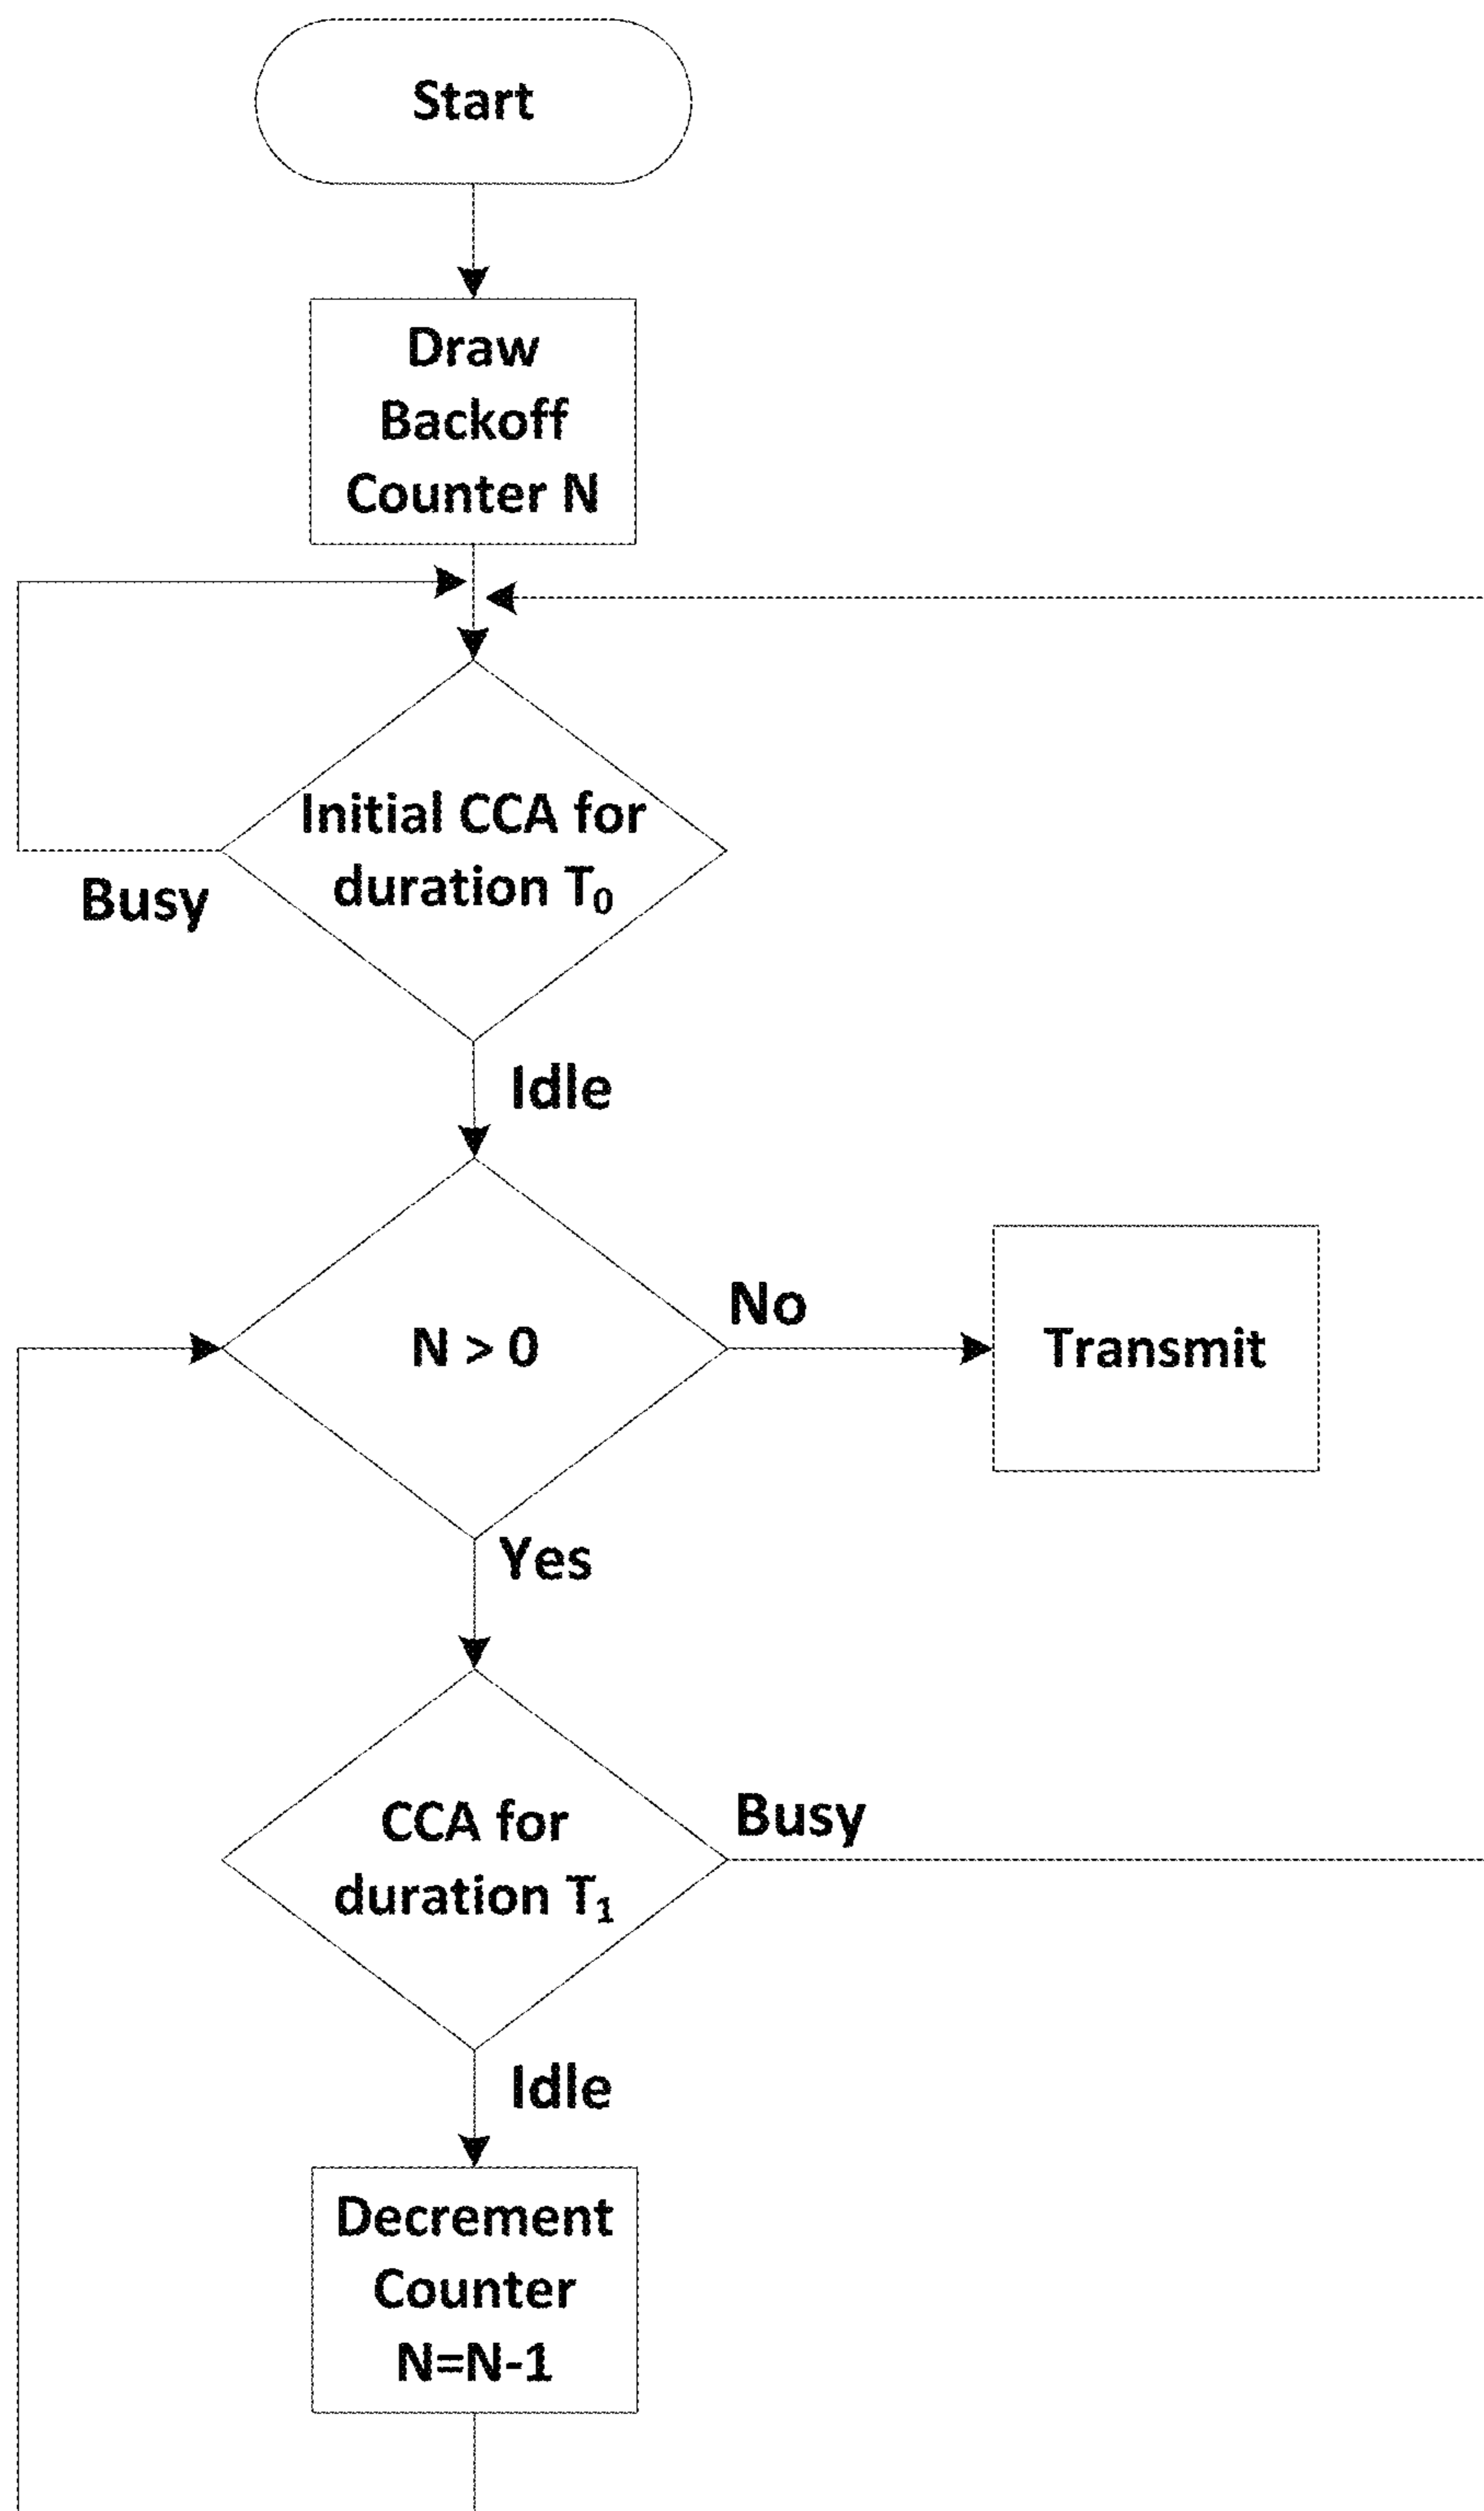 Start
Draw
Backoff
Counter N
Initial CCA for
duration T₀
Busy
Idle
N > 0
No
Transmit
Yes
CCA for
duration T₁
Busy
Idle
Decrement
Counter
N=N-1